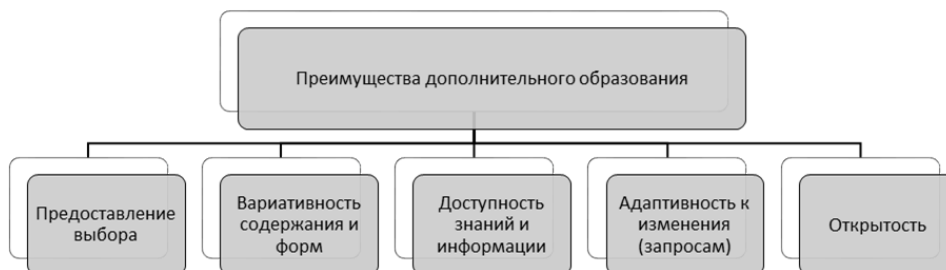 Преимущества дополнительного образования
Предоставление
выбора
Вариативность
содержания и
форм
Доступность
знаний и
информации
Адаптивность к
изменения
(запросам)
Открытость